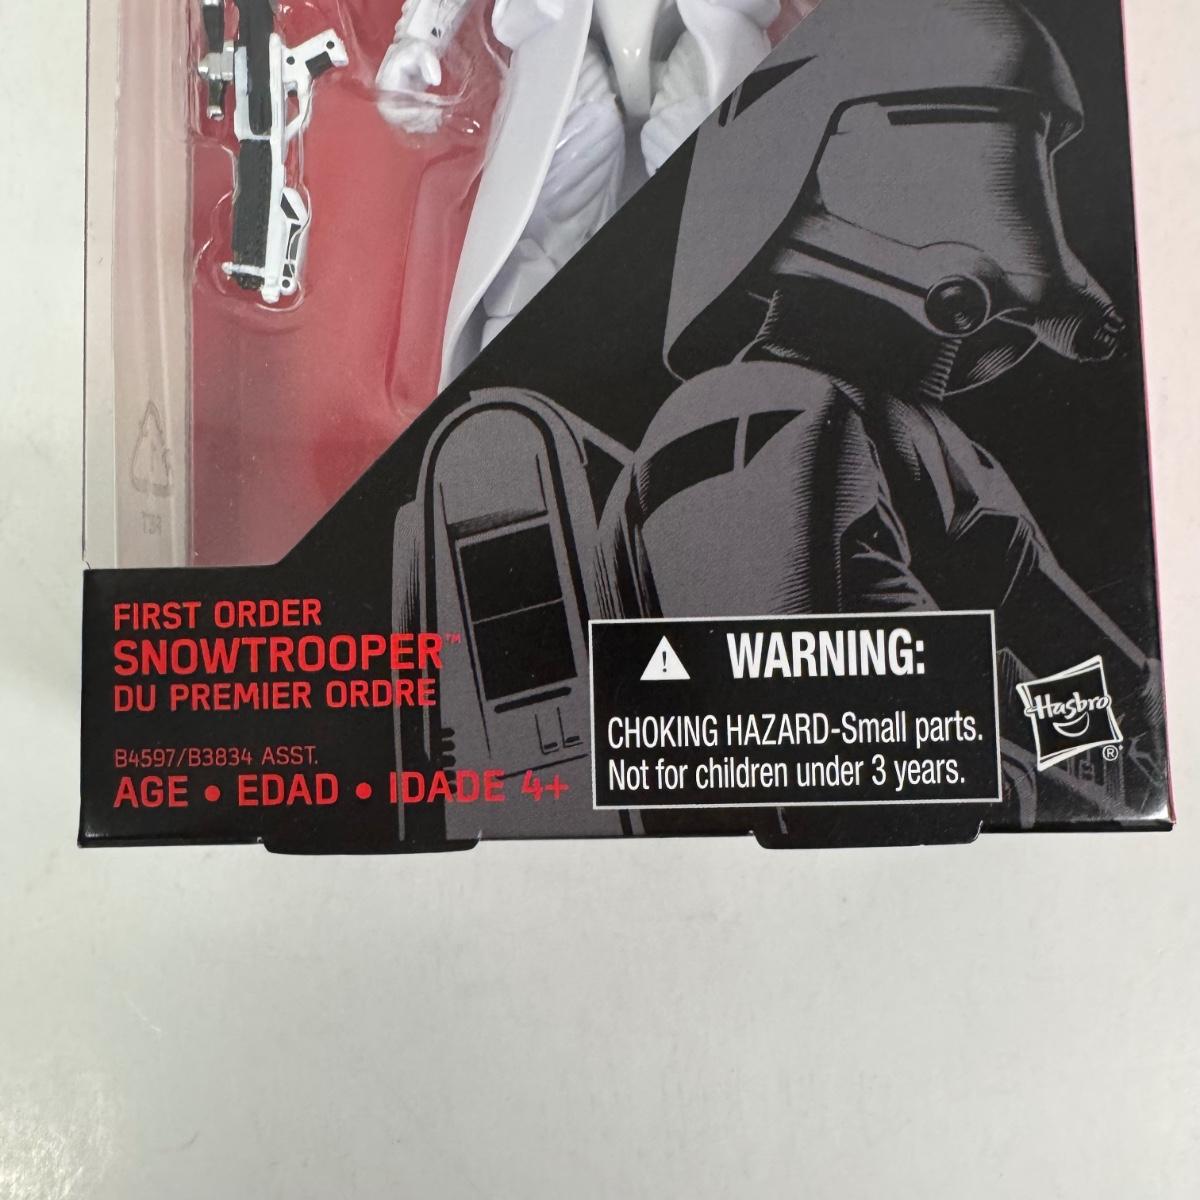 PET
FIRST ORDER
SNOWTROOPER™
DU PREMIER ORDRE
B4597/B3834 ASST.
AGE • EDAD • IDADE 4+
WARNING:
CHOKING HAZARD-Small parts.
Not for children under 3 years.
Hasbro
®